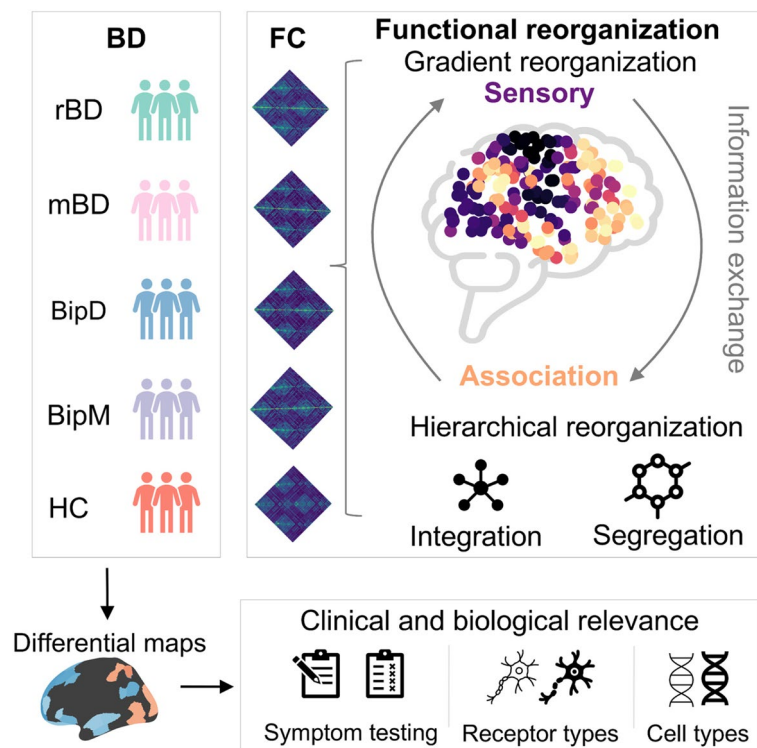 BD
rBD
mBD
BipD
BipM
HC
FC
Functional reorganization
Gradient reorganization
Sensory
Information exchange
Association
Hierarchical reorganization
Integration
Segregation
Differential maps
Clinical and biological relevance
Symptom testing
Receptor types
Cell types